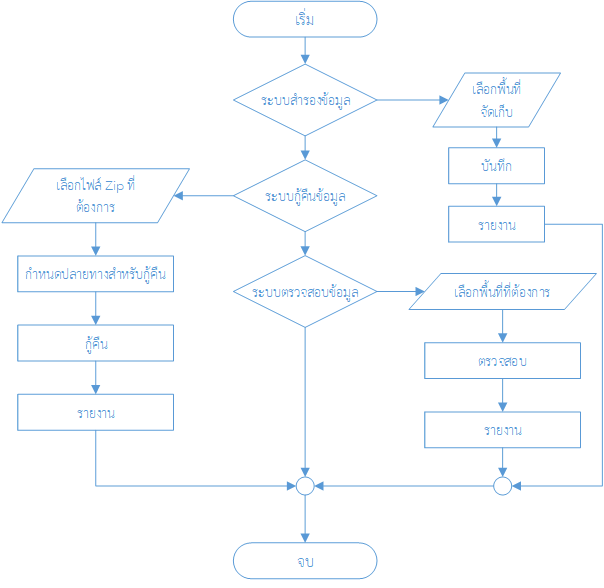 เริ่ม
ระบบสำรองข้อมูล
เลือกพื้นที่
จัดเก็บ
บันทึก
รายงาน
ระบบกู้คืนข้อมูล
เลือกไฟล์ Zip ที่
ต้องการ
กำหนดปลายทางสำหรับกู้คืน
กู้คืน
รายงาน
ระบบตรวจสอบข้อมูล
เลือกพื้นที่ที่ต้องการ
ตรวจสอบ
รายงาน
จบ